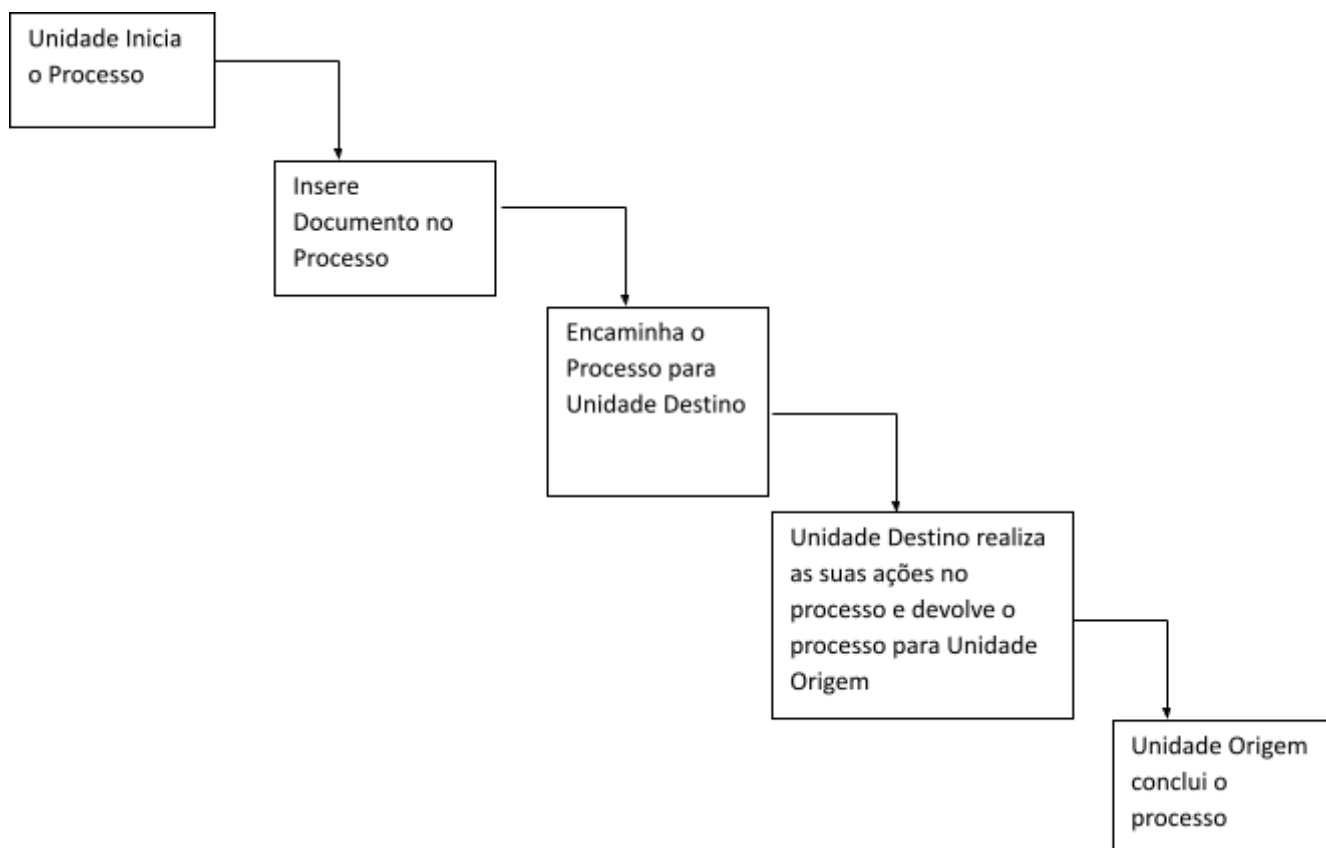 Unidade Inicia
o Processo
Insere
Documento no
Processo
Encaminha o
Processo para
Unidade Destino
Unidade Destino realiza
as suas ações no
processo e devolve o
processo para Unidade
Origem
Unidade Origem
conclui o
processo